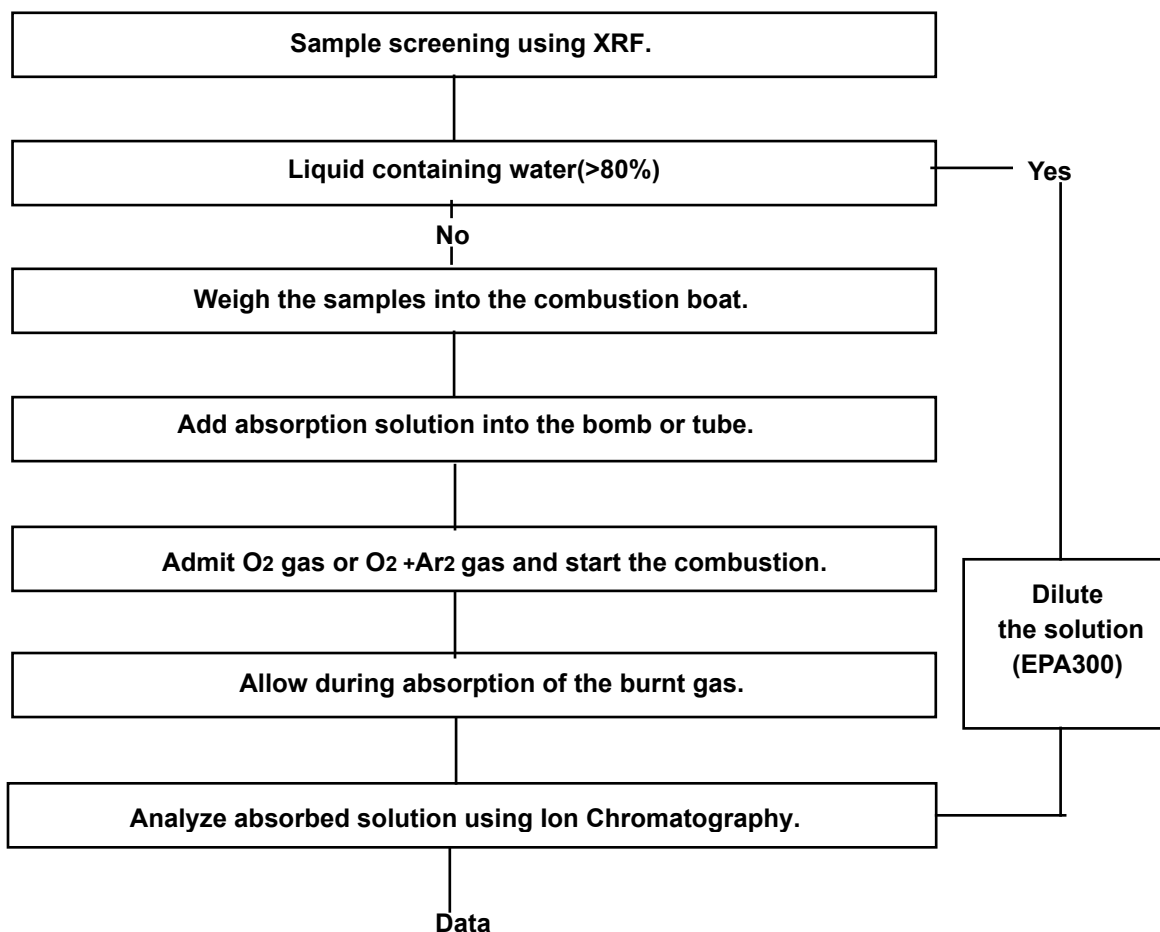 Sample screening using XRF.
Liquid containing water(>80%)
Yes
No
Weigh the samples into the combustion boat.
Add absorption solution into the bomb or tube.
Admit O2 gas or O2 +Ar2 gas and start the combustion.
Dilute
the solution
(EPA300)
Allow during absorption of the burnt gas.
Analyze absorbed solution using Ion Chromatography.
Data